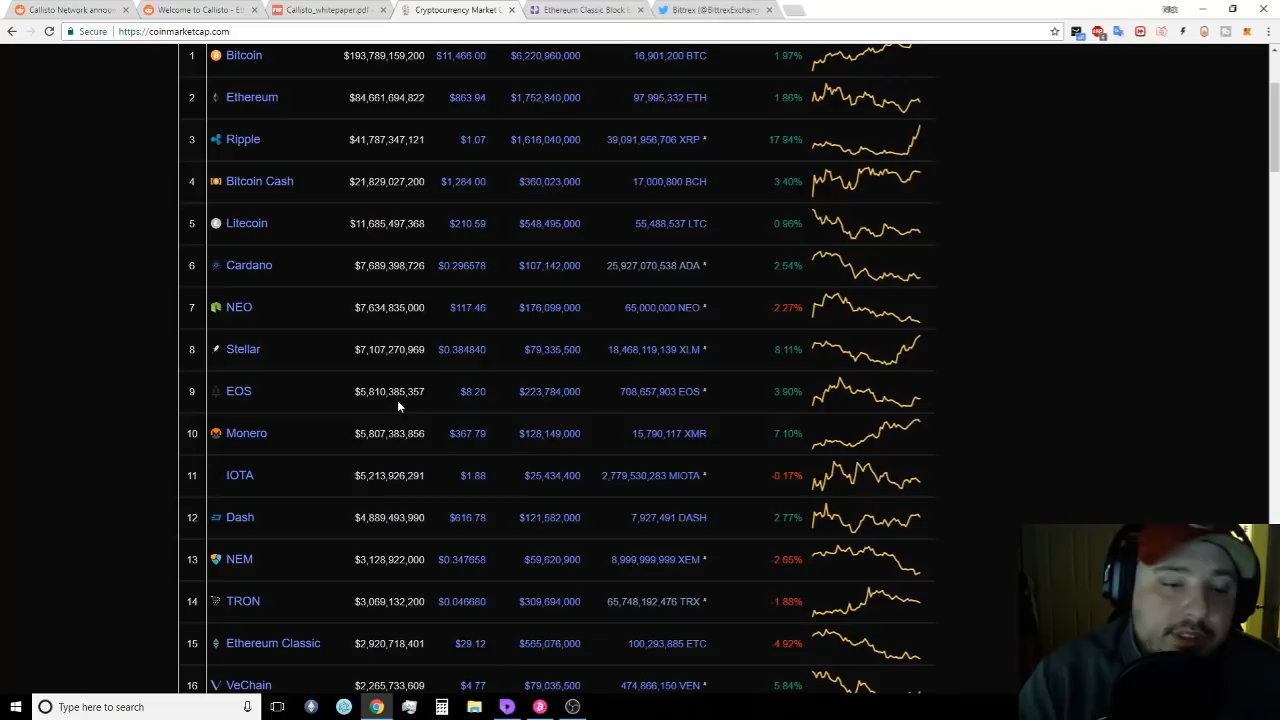 Callisto Network annou
Welcome to Callisto - Eth
Callisto_whitepaper.pdf
Cryptocurrency Market C
Ethereum Classic Block E
Bittrex (@BittrexExchang
Secure
https://coinmarketcap.com
1 Bitcoin $193,789,159,200 $11,466.00 $6,220,960,000 16,901,200 BTC 1.97%
2 Ethereum $84,661,694,822 $863.94 $1,752,840,000 97,995,332 ETH 1.86%
3 Ripple $41,787,347,121 $1.07 $1,616,040,000 39,091,956,706 XRP * 17.94%
4 Bitcoin Cash $21,829,027,200 $1,284.00 $360,023,000 17,000,800 BCH 3.40%
5 Litecoin $11,685,497,368 $210.59 $548,495,000 55,488,537 LTC 0.96%
6 Cardano $7,689,398,726 $0.296578 $107,142,000 25,927,070,538 ADA * 2.54%
7 NEO $7,634,835,000 $117.46 $176,099,000 65,000,000 NEO * -2.27%
8 Stellar $7,107,270,969 $0.384840 $79,335,500 18,468,119,139 XLM * 8.11%
9 EOS $5,810,385,357 $8.20 $223,784,000 708,657,903 EOS * 3.90%
10 Monero $5,807,383,856 $367.79 $128,149,000 15,790,117 XMR 7.10%
11 IOTA $5,213,926,291 $1.88 $25,434,400 2,779,530,283 MIOTA * -0.17%
12 Dash $4,889,493,990 $616.78 $121,582,000 7,927,491 DASH 2.77%
13 NEM $3,128,922,000 $0.347658 $59,620,900 8,999,999,999 XEM * -2.65%
14 TRON $3,069,132,200 $0.046680 $309,694,000 65,748,192,476 TRX * -1.88%
15 Ethereum Classic $2,920,718,401 $29.12 $565,076,000 100,293,885 ETC -4.92%
16 VeChain $2,265,733,609 $4.77 $79,035,500 474,866,150 VEN * 5.84%
Type here to search